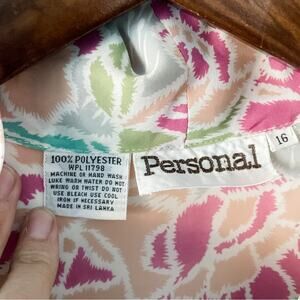 100% POLYESTER
WPL 11798
MACHINE OR HAND WASH
LUKE WARM WATER DO NOT
WRING OR TWIST DO NOT
USE BLEACH USE COOL
IRON IF NECESSARY
MADE IN SRI LANKA
Personal
16